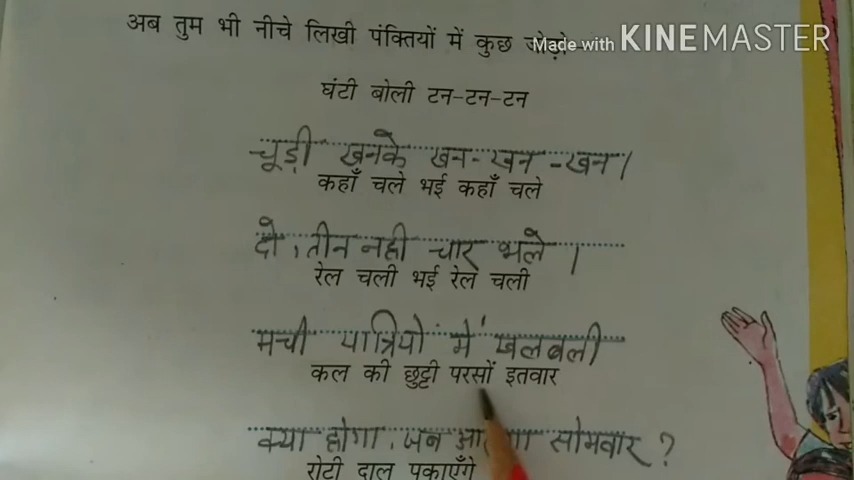 अब तुम भी नीचे लिखी पंक्तियों में कुछ जोड़ो
Made with KINEMASTER
घंटी बोली टन-टन-टन
चूड़ी खनके खन-खन-खन।
कहाँ चले भई कहाँ चले
दो, तीन नही चार भले।
रेल चली भई रेल चली
मची यात्रियों में खलबली
कल की छुट्टी परसों इतवार
क्या होगा, जब सोमवार?
रोटी दाल पकाएँगे